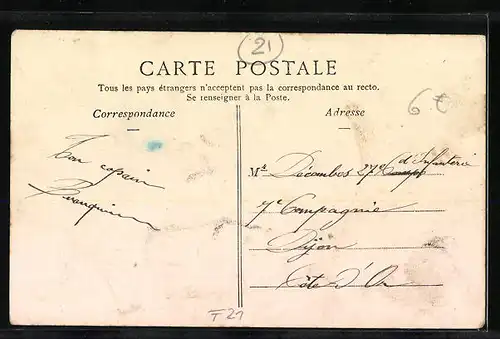 (21)
CARTE POSTALE
Tous les pays étrangers n'acceptent pas la correspondance au recto.
Se renseigner à la Poste.
Correspondance
Adresse
6€
Ton copain
d'Infanterie
Mr Décombes 27e
7e Compagnie
Dijon
Côte d'Or
T21